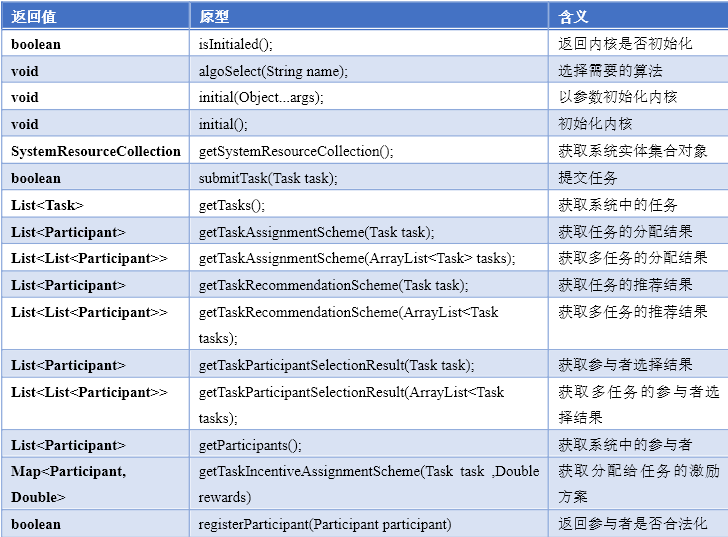 返回值 原型 含义
boolean isInitialed(); 返回内核是否初始化
void algoSelect(String name); 选择需要的算法
void initial(Object...args); 以参数初始化内核
void initial(); 初始化内核
SystemResourceCollection getSystemResourceCollection(); 获取系统实体集合对象
boolean submitTask(Task task); 提交任务
List<Task> getTasks(); 获取系统中的任务
List<Participant> getTaskAssignmentScheme(Task task); 获取任务的分配结果
List<List<Participant>> getTaskAssignmentScheme(ArrayList<Task> tasks); 获取多任务的分配结果
List<Participant> getTaskRecommendationScheme(Task task); 获取任务的推荐结果
List<List<Participant>> getTaskRecommendationScheme(ArrayList<Task 获取多任务的推荐结果
tasks);
List<Participant> getTaskParticipantSelectionResult(Task task); 获取参与者选择结果
List<List<Participant>> getTaskParticipantSelectionResult(ArrayList<Task 获取多任务的参与者选
tasks); 择结果
List<Participant> getParticipants(); 获取系统中的参与者
Map<Participant, getTaskIncentiveAssignmentScheme(Task task ,Double 获取分配给任务的激励
Double> rewards) 方案
boolean registerParticipant(Participant participant) 返回参与者是否合法化